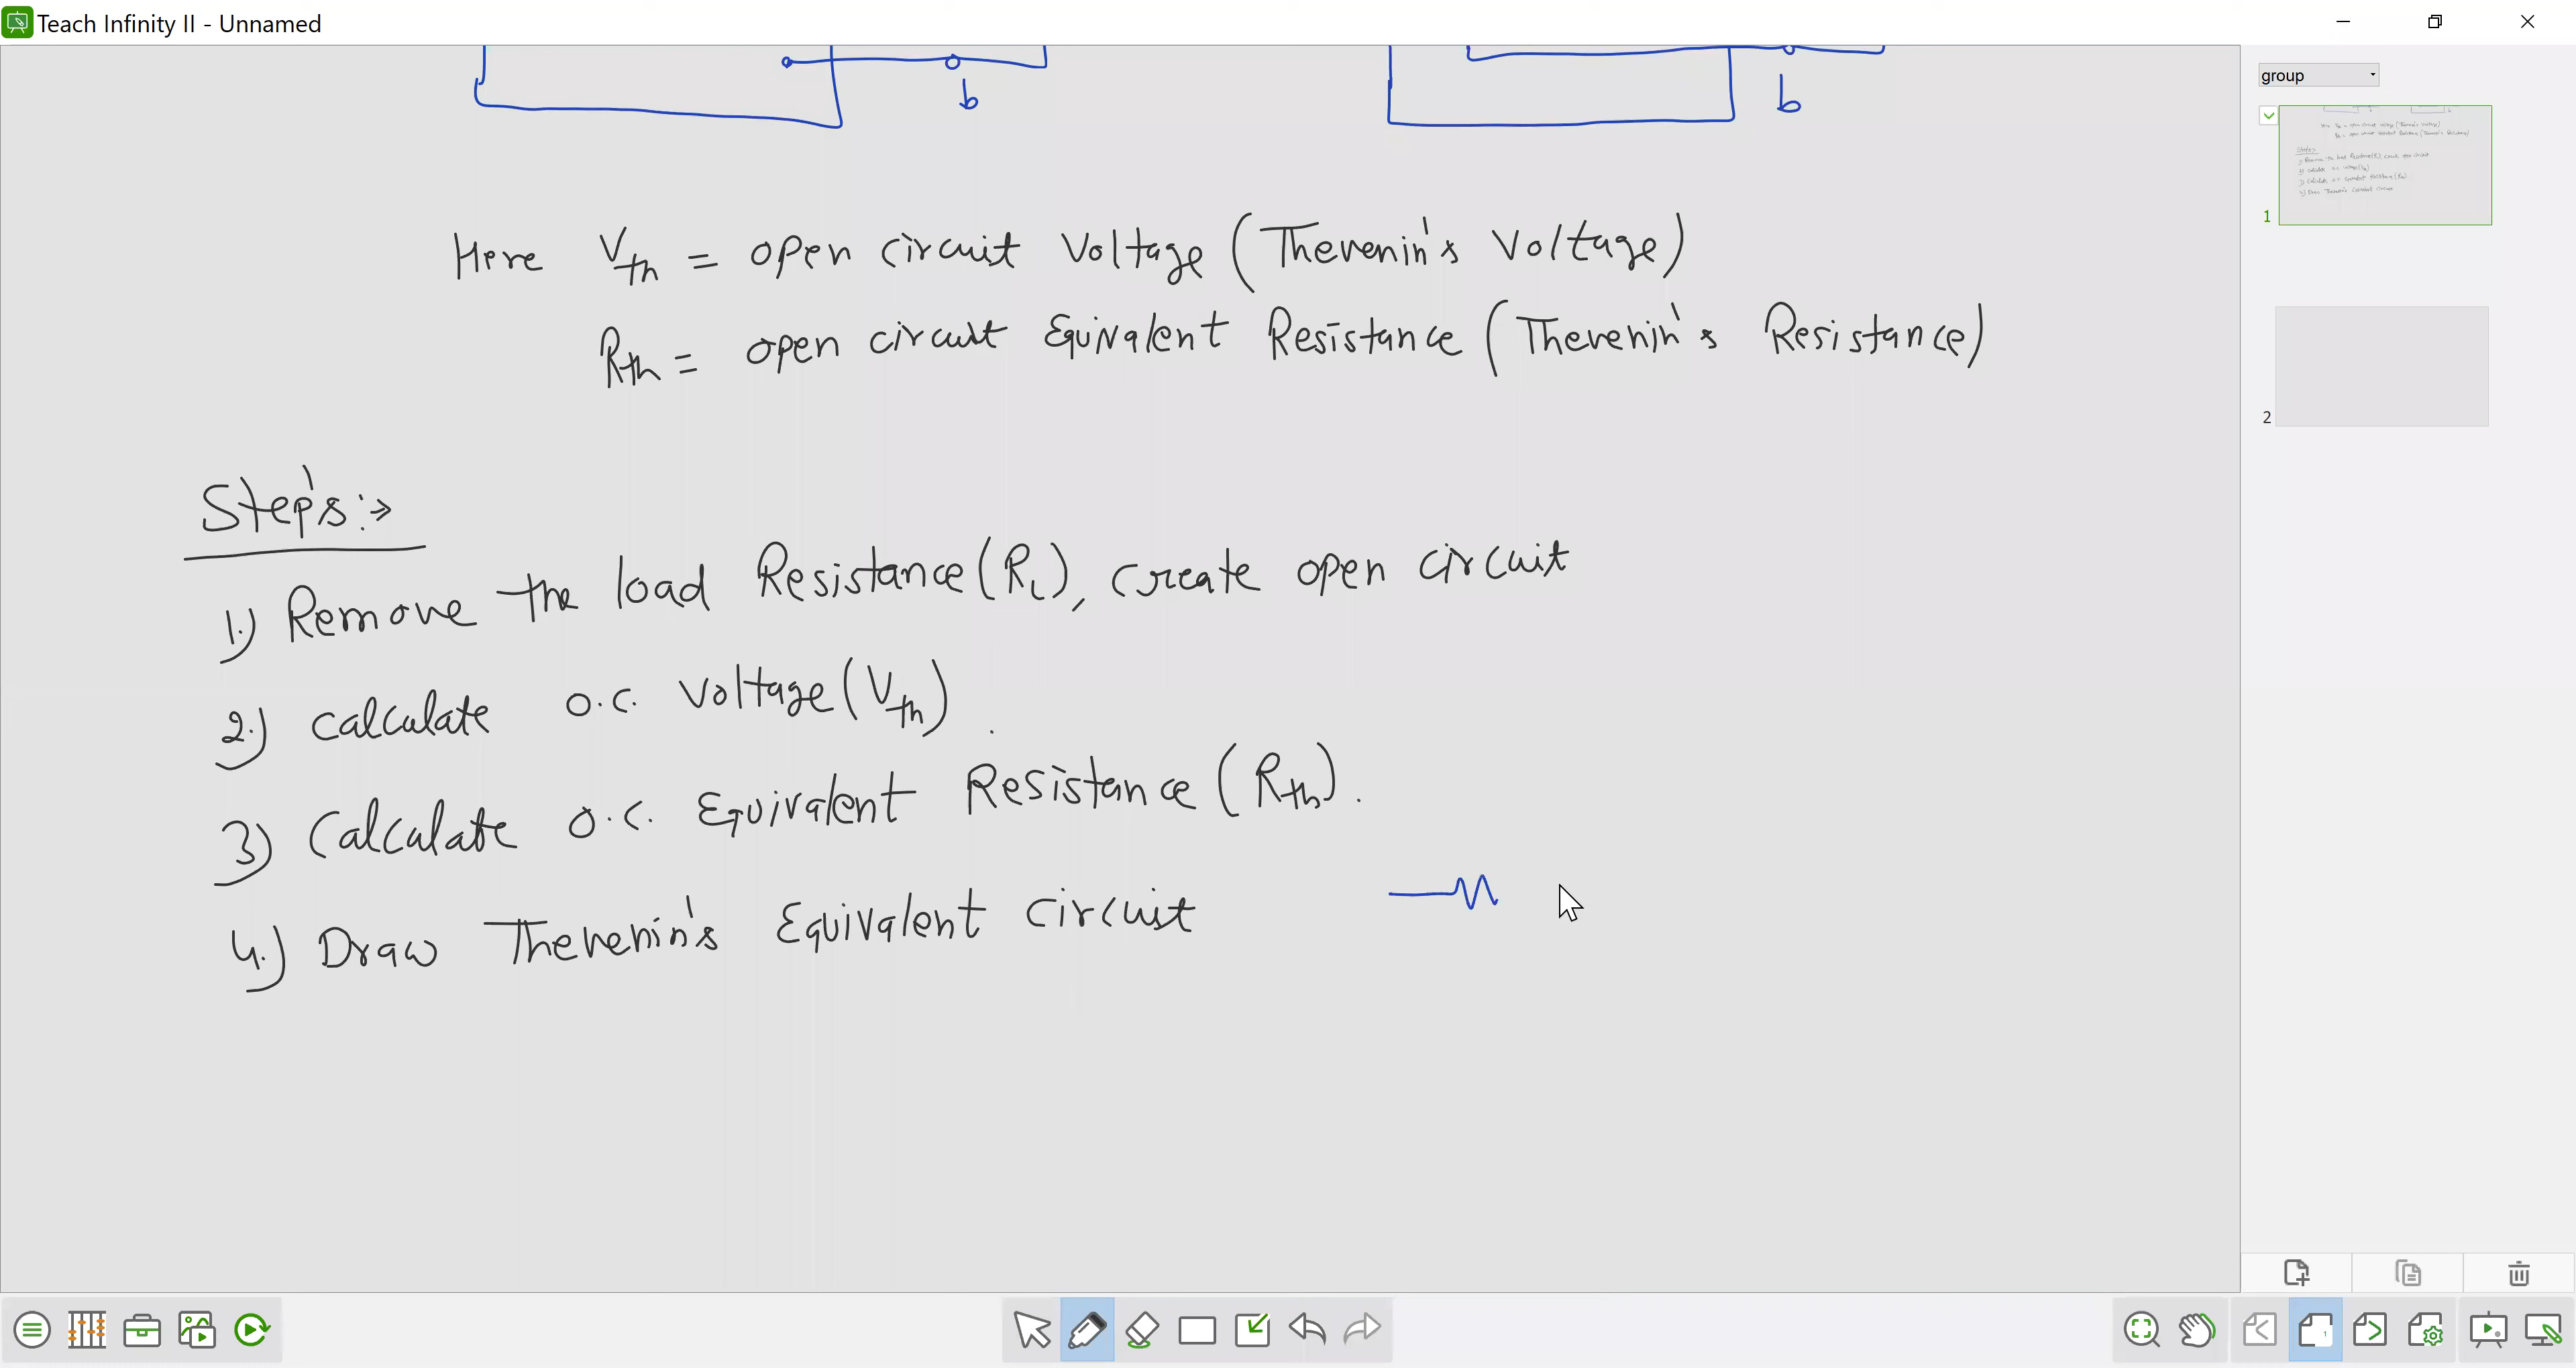 Teach Infinity II - Unnamed
group
b
b
Here Vth = open circuit Voltage (Thevenin's Voltage)
Rth = open circuit Equivalent Resistance (Thevenin's Resistance)
Step's :->
1.) Remove the load Resistance (RL), create open circuit
2.) calculate o.c. Voltage (Vth).
3) Calculate o.c. Equivalent Resistance (Rth).
4.) Draw Thevenin's Equivalent circuit
1
2